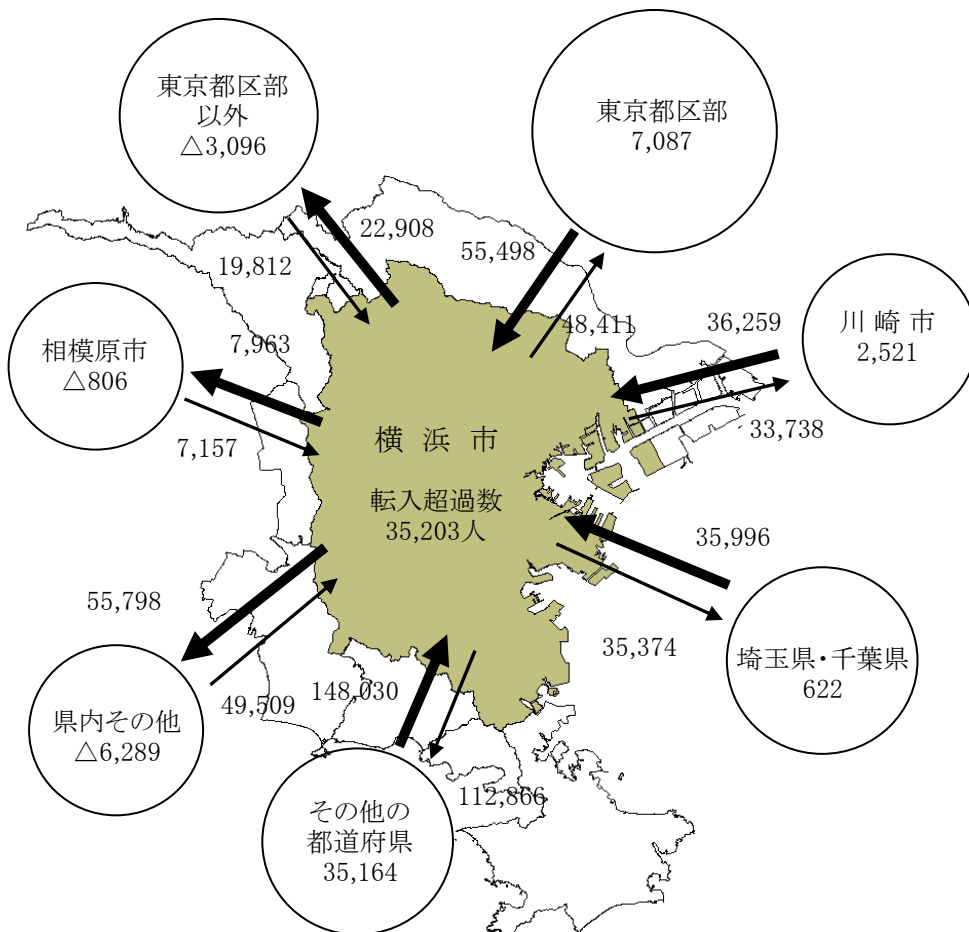 東京都区部
以外
△3,096
東京都区部
7,087
22,908
55,498
19,812
48,411
36,259
川 崎 市
2,521
7,963
相模原市
△806
7,157
33,738
横 浜 市
転入超過数
35,203人
35,996
55,798
35,374
埼玉県・千葉県
622
49,509
148,030
県内その他
△6,289
112,866
その他の
都道府県
35,164